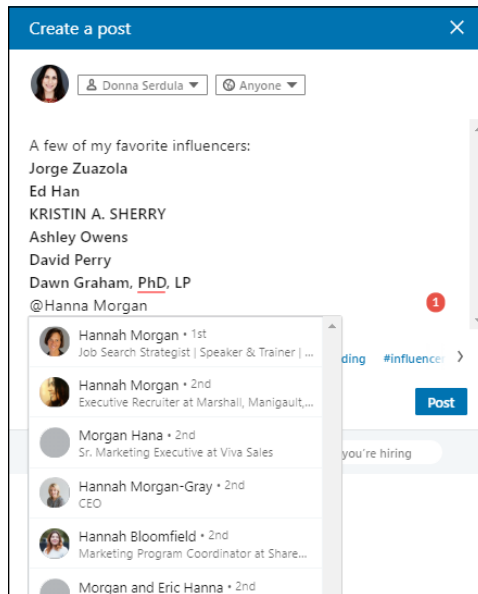 Create a post
Donna Serdula
Anyone
A few of my favorite influencers:
Jorge Zuazola
Ed Han
KRISTIN A. SHERRY
Ashley Owens
David Perry
Dawn Graham, PhD, LP
@Hanna Morgan
1
Hannah Morgan • 1st
Job Search Strategist | Speaker & Trainer | ...
ding #influence
Hannah Morgan • 2nd
Executive Recruiter at Marshall, Manigault,...
Post
Morgan Hana • 2nd
Sr. Marketing Executive at Viva Sales
you're hiring
Hannah Morgan-Gray • 2nd
CEO
Hannah Bloomfield • 2nd
Marketing Program Coordinator at Share...
Morgan and Eric Hanna • 2nd